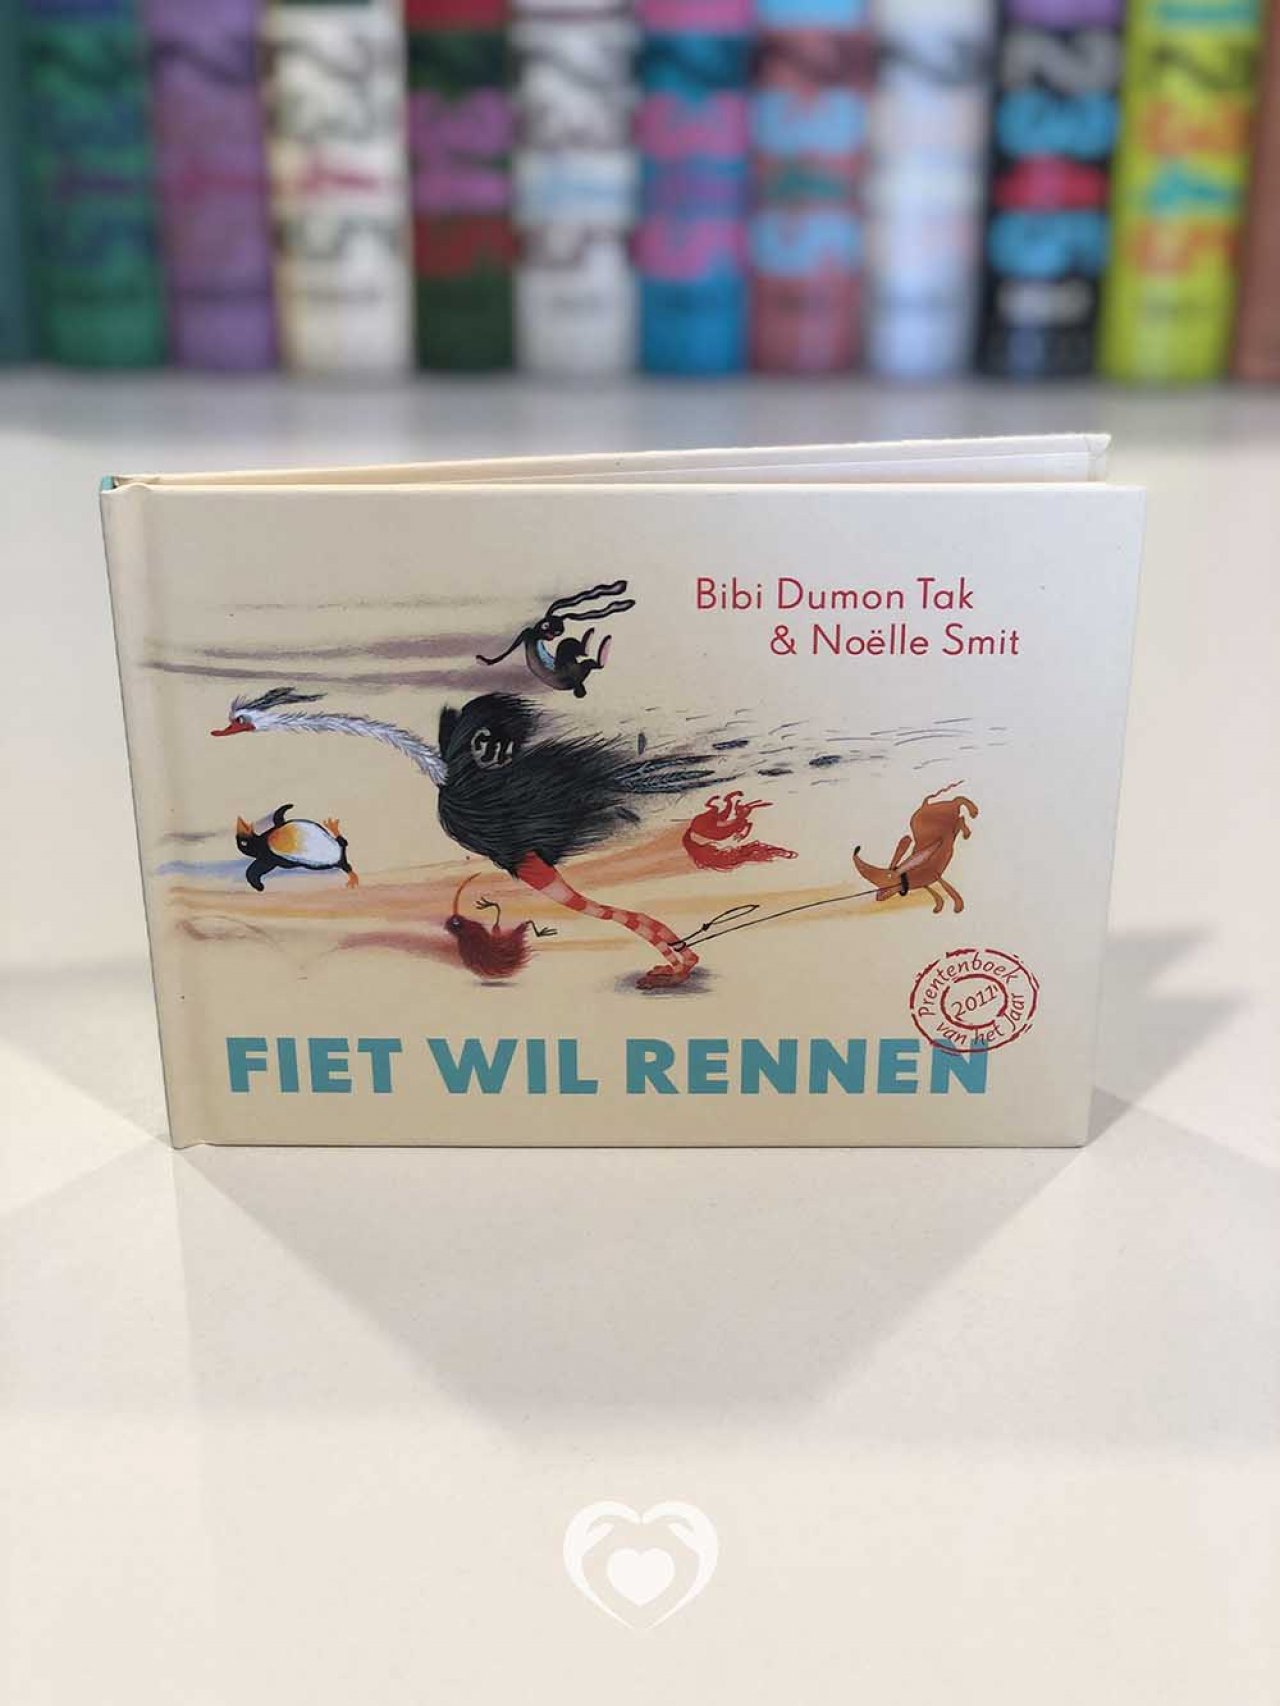 Bibi Dumon Tak
& Noëlle Smit
Prentenboek
2011
van het Jaar
FIET WIL RENNEN